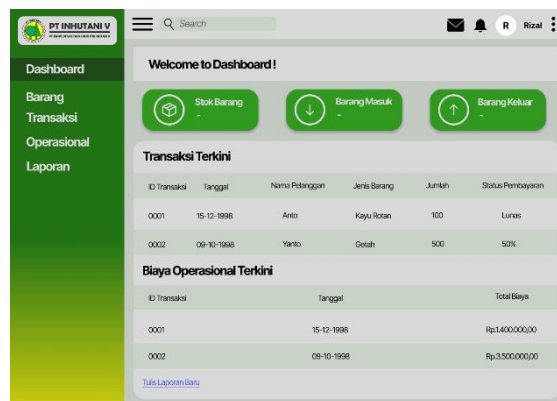 PT INHUTANI V
Search
R Rizal
Dashboard
Barang
Transaksi
Operasional
Laporan
Welcome to Dashboard !
Stok Barang
-
Barang Masuk
-
Barang Keluar
-
Transaksi Terkini
ID Transaksi Tanggal Nama Pelanggan Jenis Barang Jumlah Status Pembayaran
0001 15-12-1998 Anto Kayu Rotan 100 Lunas
0002 09-10-1998 Yanto Getah 500 50%
Biaya Operasional Terkini
ID Transaksi Tanggal Total Biaya
0001 15-12-1998 Rp.1.400.000,00
0002 09-10-1998 Rp.3.500.000,00
Tulis Laporan Baru